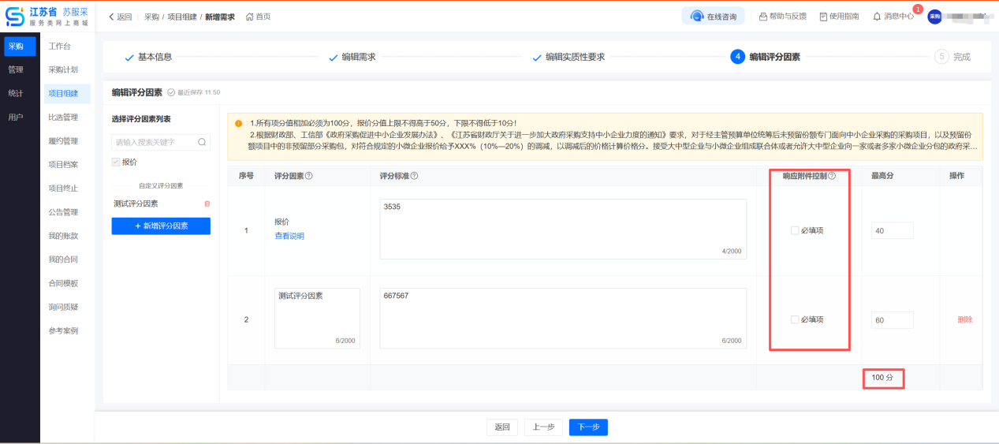 江苏省 苏服采
服务类网上商城
返回 采购 / 项目组建 / 新增需求 首页
在线咨询 帮助与反馈 使用指南 消息中心 1 采购
采购
管理
统计
用户
工作台
采购计划
项目组建
比选管理
履约管理
项目档案
项目终止
公告管理
我的账款
我的合同
合同模板
询问质疑
参考案例
基本信息 编辑需求 编辑实质性要求 4 编辑评分因素 5 完成
编辑评分因素 最近保存 11:50
选择评分因素列表
请输入搜索关键字
报价
自定义评分因素
测试评分因素
+ 新增评分因素
1.所有项分值相加必须为100分，报价分值上限不得高于50分，下限不得低于10分！
2.根据财政部、工信部《政府采购促进中小企业发展办法》、《江苏省财政厅关于进一步加大政府采购支持中小企业力度的通知》要求，对于经主管预算单位统筹后未预留份额专门面向中小企业采购的采购项目，以及预留份
额项目中的非预留部分采购包，对符合规定的小微企业报价给予XXX%（10%—20%）的调减，以调减后的价格计算价格分。接受大中型企业与小微企业组成联合体或者允许大中型企业向一家或者多家小微企业分包的政府采...
序号 评分因素 评分标准 响应附件控制 最高分 操作
1 报价 3535 必填项 40
查看说明
4/2000
2 测试评分因素 667567 必填项 60 删除
6/2000 6/2000
100 分
返回 上一步 下一步